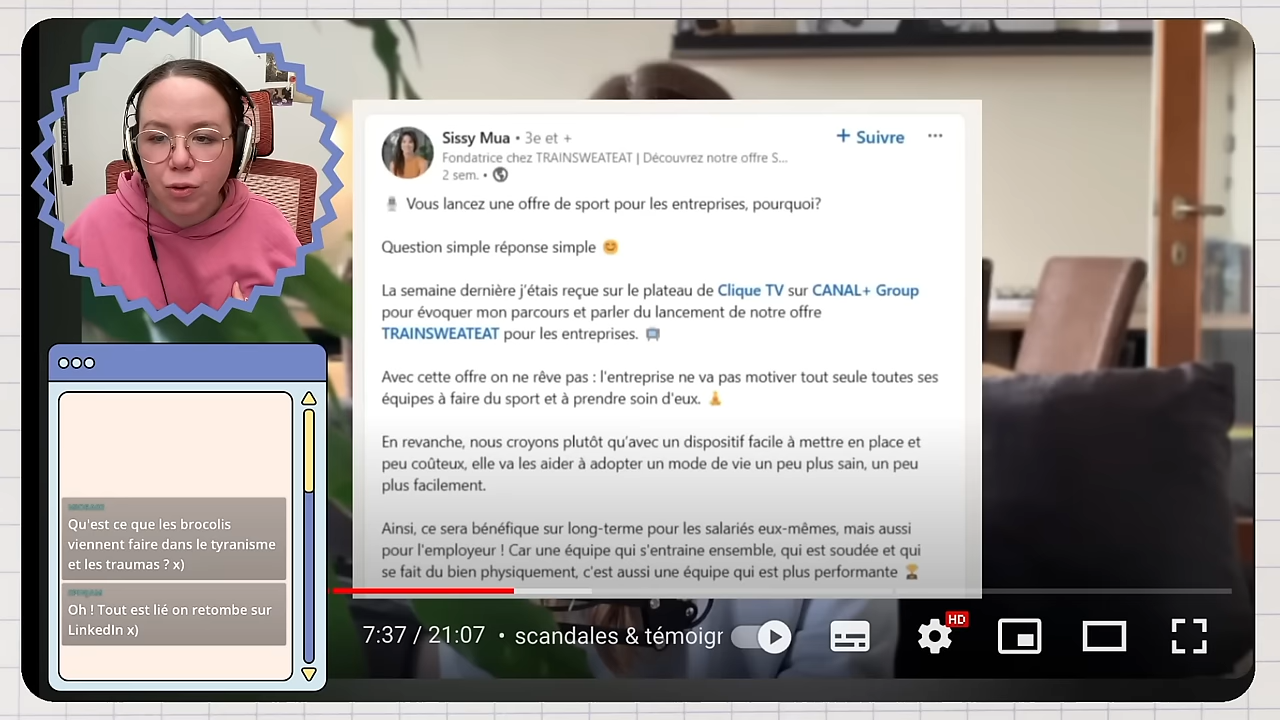 Sissy Mua • 3e et +
+ Suivre
Fondatrice chez TRAINSWEATEAT | Découvrez notre offre S...
2 sem. •
Vous lancez une offre de sport pour les entreprises, pourquoi?
Question simple réponse simple 😊
La semaine dernière j'étais reçue sur le plateau de Clique TV sur CANAL+ Group
pour évoquer mon parcours et parler du lancement de notre offre
TRAINSWEATEAT pour les entreprises. 📺
Avec cette offre on ne rêve pas : l'entreprise ne va pas motiver tout seule toutes ses
équipes à faire du sport et à prendre soin d'eux. 🙏
En revanche, nous croyons plutôt qu'avec un dispositif facile à mettre en place et
peu coûteux, elle va les aider à adopter un mode de vie un peu plus sain, un peu
plus facilement.
Ainsi, ce sera bénéfique sur long-terme pour les salariés eux-mêmes, mais aussi
pour l'employeur ! Car une équipe qui s'entraine ensemble, qui est soudée et qui
se fait du bien physiquement, c'est aussi une équipe qui est plus performante 🏆
Qu'est ce que les brocolis
viennent faire dans le tyranisme
et les traumas ? x)
Oh ! Tout est lié on retombe sur
LinkedIn x)
7:37 / 21:07 • scandales & témoigr
HD